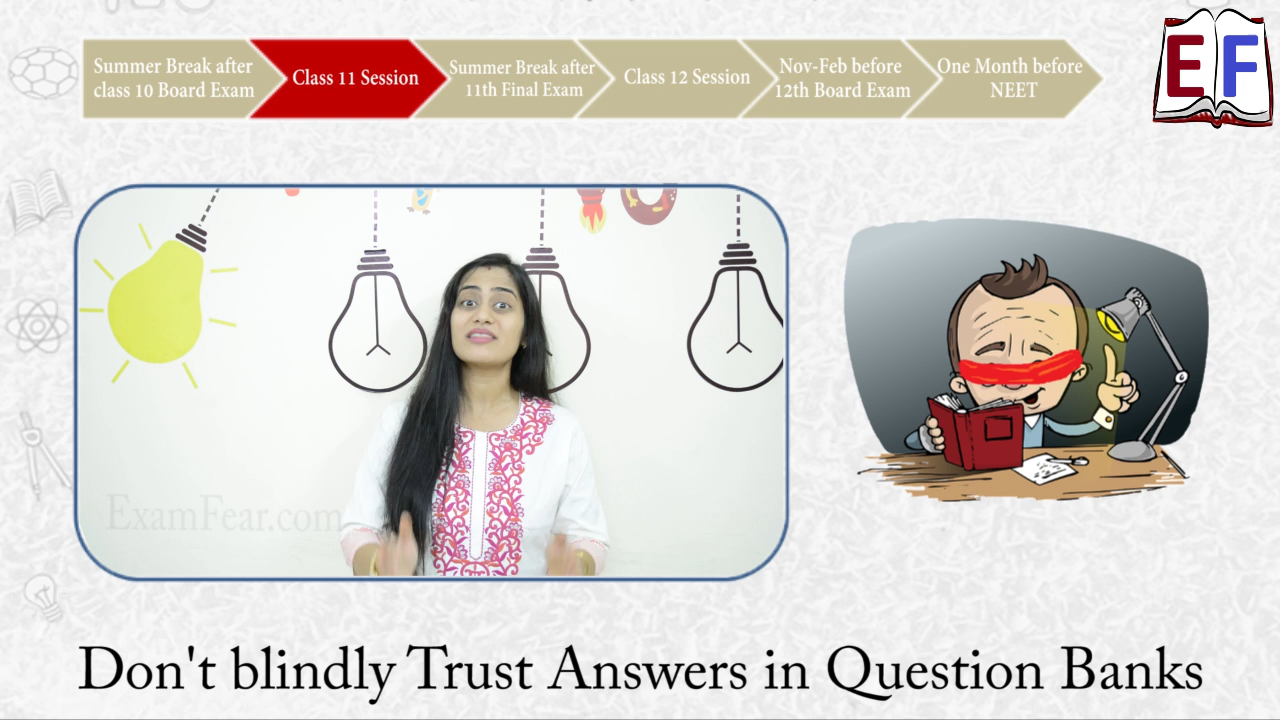 Summer Break after
class 10 Board Exam
Class 11 Session
Summer Break after
11th Final Exam
Class 12 Session
Nov-Feb before
12th Board Exam
One Month before
NEET
EF
ExamFear.com
Don't blindly Trust Answers in Question Banks